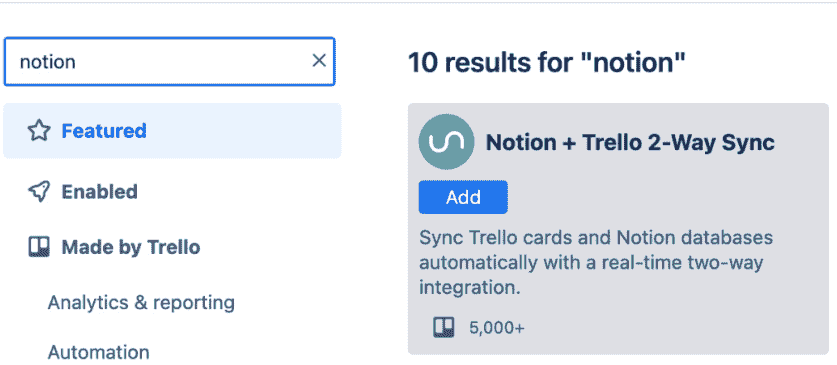 notion
Featured
Enabled
Made by Trello
Analytics & reporting
Automation
10 results for "notion"
Notion + Trello 2-Way Sync
Add
Sync Trello cards and Notion databases
automatically with a real-time two-way
integration.
5,000+